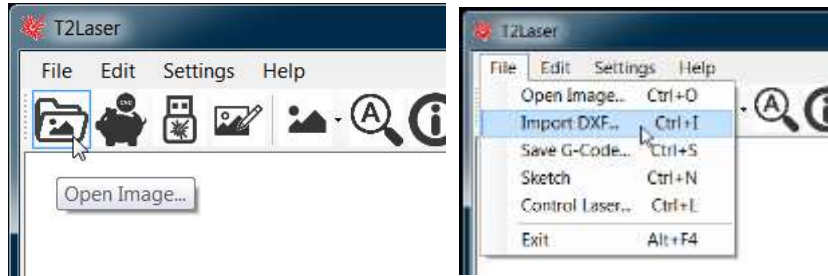 T2Laser
File Edit Settings Help
Open Image...
T2Laser
File Edit Settings Help
Open Image... Ctrl+O
Import DXF... Ctrl+I
Save G-Code... Ctrl+S
Sketch Ctrl+N
Control Laser... Ctrl+L
Exit Alt+F4